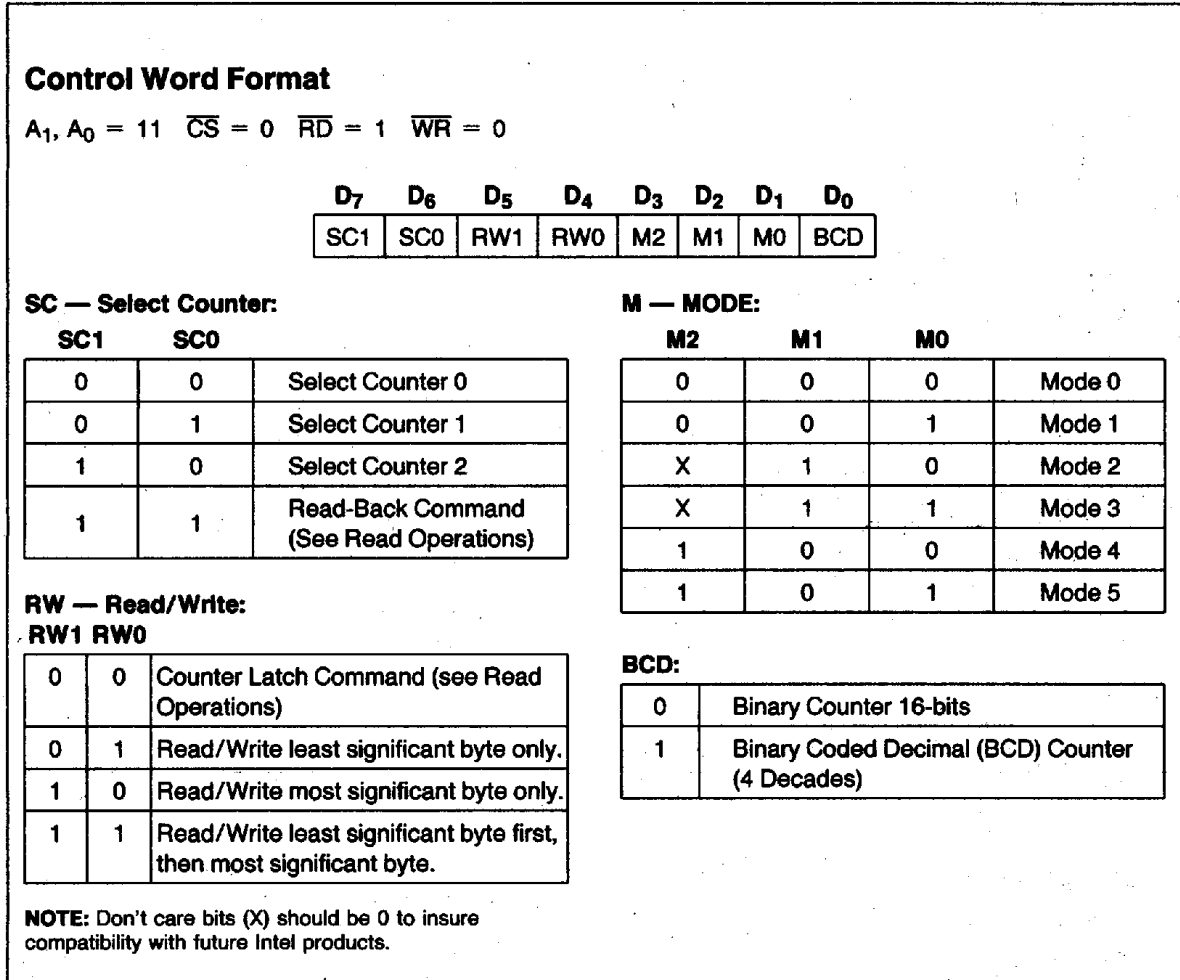 Control Word Format
A₁, A₀ = 11 C̅S̅ = 0 R̅D̅ = 1 W̅R̅ = 0
D₇ D₆ D₅ D₄ D₃ D₂ D₁ D₀
SC1 SC0 RW1 RW0 M2 M1 M0 BCD
SC — Select Counter:
SC1 SC0
0 0 Select Counter 0
0 1 Select Counter 1
1 0 Select Counter 2
1 1 Read-Back Command
(See Read Operations)
RW — Read/Write:
RW1 RW0
0 0 Counter Latch Command (see Read
Operations)
0 1 Read/Write least significant byte only.
1 0 Read/Write most significant byte only.
1 1 Read/Write least significant byte first,
then most significant byte.
M — MODE:
M2 M1 M0
0 0 0 Mode 0
0 0 1 Mode 1
X 1 0 Mode 2
X 1 1 Mode 3
1 0 0 Mode 4
1 0 1 Mode 5
BCD:
0 Binary Counter 16-bits
1 Binary Coded Decimal (BCD) Counter
(4 Decades)
NOTE: Don't care bits (X) should be 0 to insure
compatibility with future Intel products.